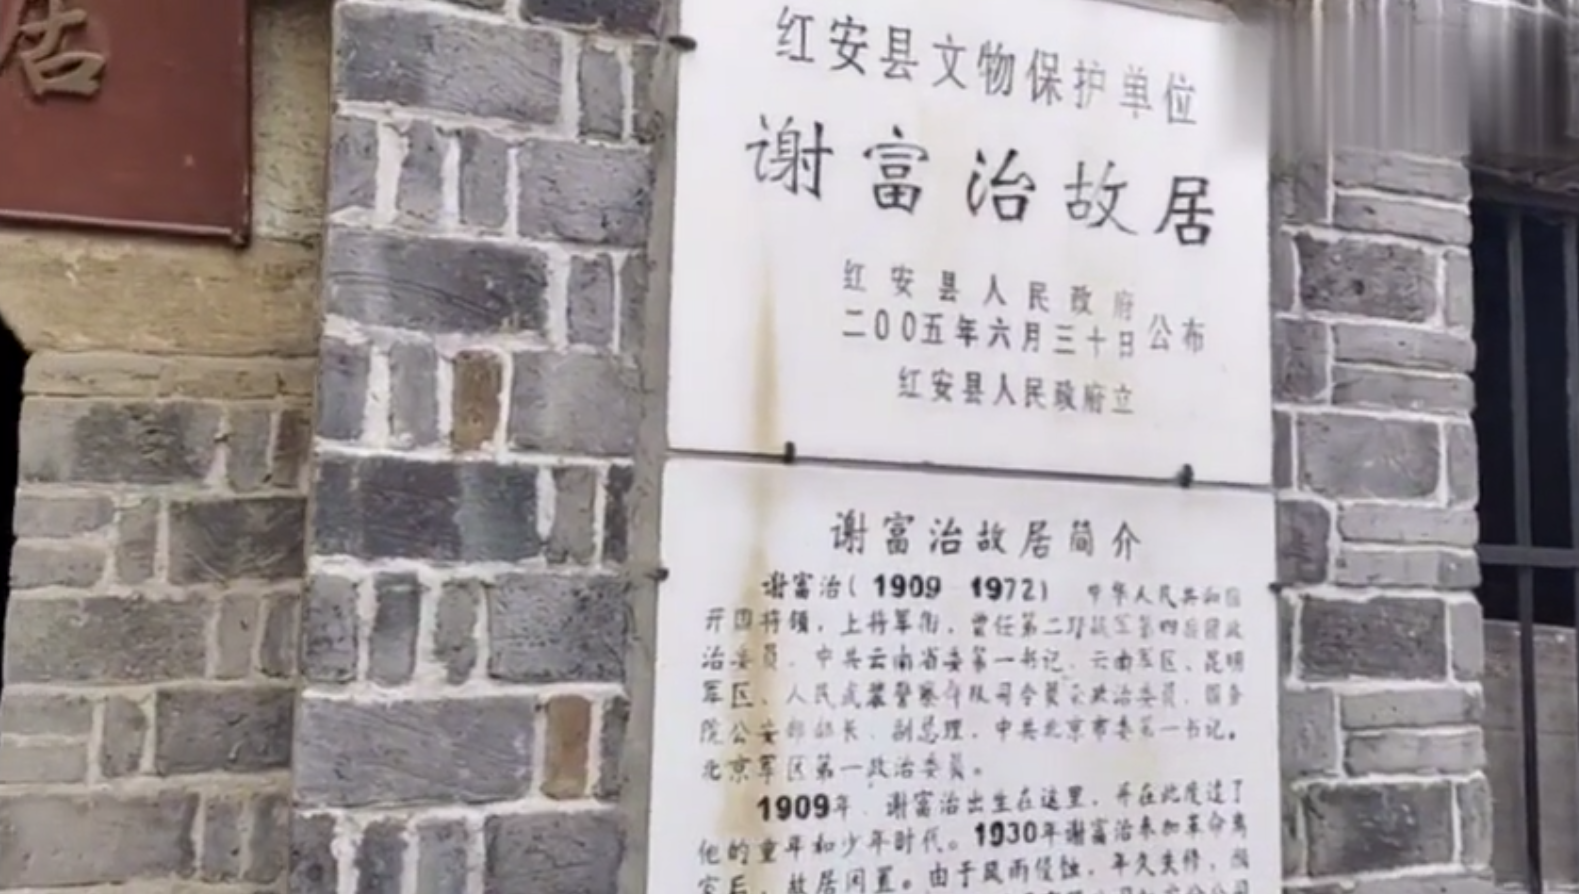 居
红安县文物保护单位
谢富治故居
红安县人民政府
二00五年六月三十日公布
红安县人民政府立
谢富治故居简介
谢富治(1909 1972) 中华人民共和国
开国将领,上将军衔,曾任第二野战军第四兵团政
治委员、中共云南省委第一书记、云南军区、昆明
军区、人民武装警察部队司令员兼政治委员、国务
院公安部部长、副总理,中共北京市委第一书记。
北京军区第一政治委员。
1909年,谢富治出生在这里,并在此度过了
他的童年和少年时代。1930年谢富治参加革命离
家后,故居闲置。由于风雨侵蚀,年久失修,